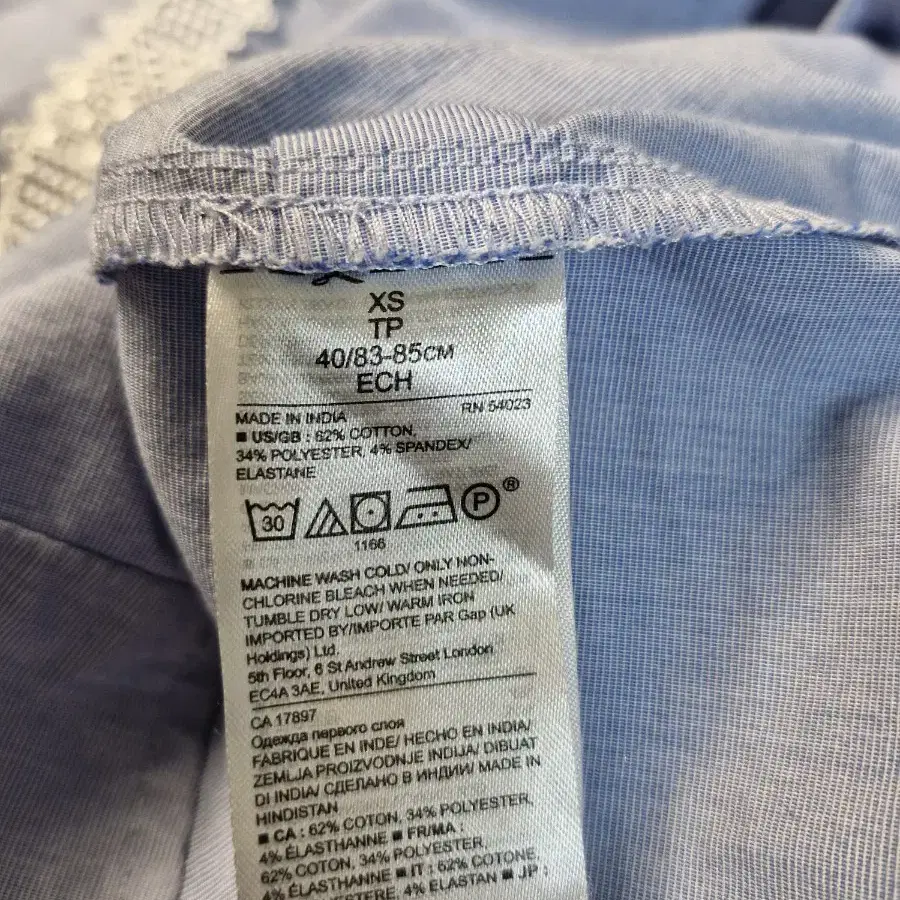 XS
TP
40/83-85CM
ECH
RN 54023
MADE IN INDIA
■ US/GB : 62% COTTON,
34% POLYESTER, 4% SPANDEX/
ELASTANE
30
P®
1166
MACHINE WASH COLD/ ONLY NON-
CHLORINE BLEACH WHEN NEEDED/
TUMBLE DRY LOW/ WARM IRON
IMPORTED BY/IMPORTE PAR Gap (UK
Holdings) Ltd.
5th Floor, 6 St Andrew Street London
EC4A 3AE, United Kingdom
CA 17897
Одежда первого слоя
FABRIQUE EN INDE/ HECHO EN INDIA/
ZEMLJA PROIZVODNJE INDIJA/ DIBUAT
DI INDIA/ СДЕЛАНО В ИНДИИ/ MADE IN
HINDISTAN
■ CA : 62% COTON, 34% POLYESTER,
4% ÉLASTHANNE ■ FR/MA :
62% COTON, 34% POLYESTER,
4% ÉLASTHANNE ■ IT : 62% COTONE,
4% ELASTAN ■ JP :